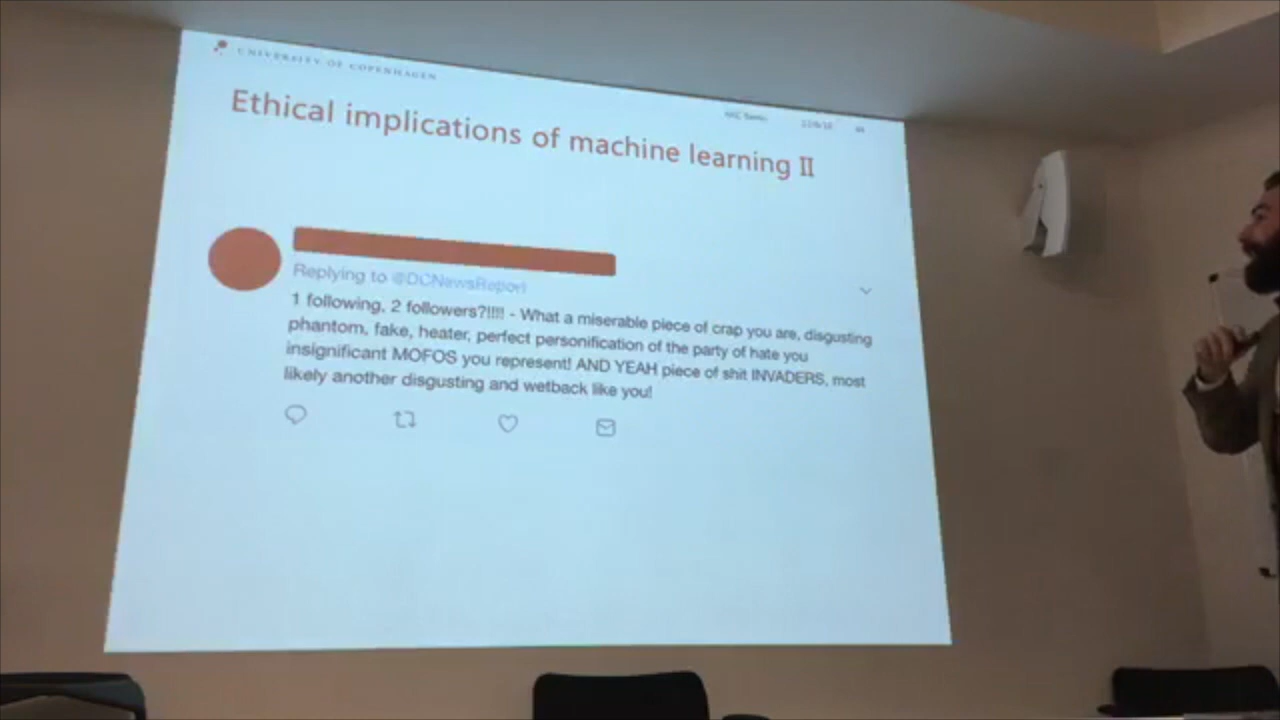 UNIVERSITY OF COPENHAGEN
Ethical implications of machine learning II
Replying to @DCNewsReport
1 following, 2 followers?!!!! - What a miserable piece of crap you are, disgusting
phantom, fake, heater, perfect personification of the party of hate you
insignificant MOFOS you represent! AND YEAH piece of shit INVADERS, most
likely another disgusting and wetback like you!